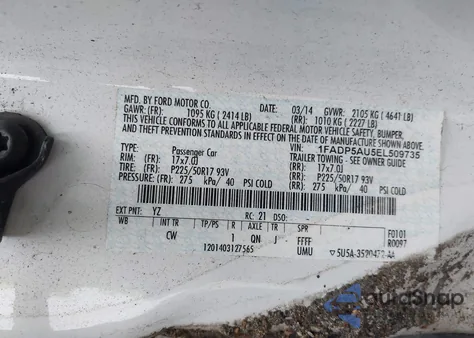 MFD. BY FORD MOTOR CO.
DATE: 03/14 GVWR: 2105 KG ( 4641 LB)
GAWR: (FR) 1095 KG ( 2414 LB) (RR) 1010 KG ( 2227 LB)
THIS VEHICLE CONFORMS TO ALL APPLICABLE FEDERAL MOTOR VEHICLE SAFETY, BUMPER,
AND THEFT PREVENTION STANDARDS IN EFFECT ON THE DATE OF MANUFACTURE SHOWN ABOVE.
VIN: 1FADP5AU5EL509735
TYPE: Passenger Car TRAILER TOWING - SEE OWNER GUIDE
RIM: (FR) 17x7.0J (RR) 17x7.0J
TIRE: (FR) P225/50R17 93V (RR) P225/50R17 93V
PSI: (FR) 275 kPa/ 40 PSI COLD (RR) 275 kPa/ 40 PSI COLD
EXT PNT: YZ RC: 21 DSO:
WB INT TR TP/PS R AX TR SPR F0101
CW 1 QN J FFFF R0097
UMU
AutoSnap